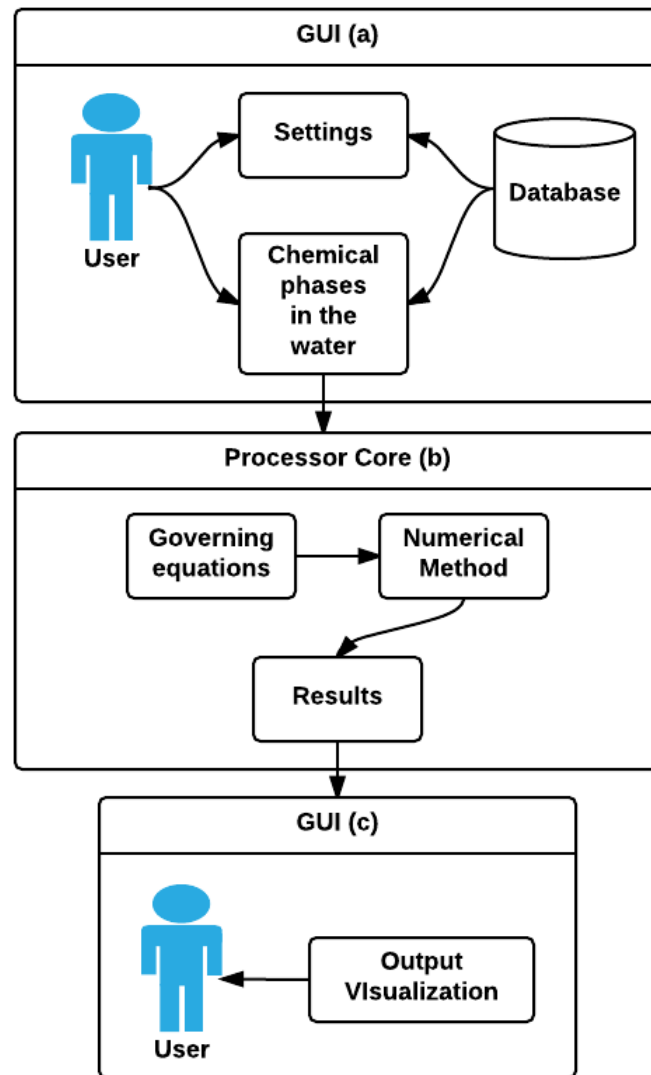 GUI (a)
Settings
Database
User
Chemical
phases
in the
water
Processor Core (b)
Governing
equations
Numerical
Method
Results
GUI (c)
Output
VIsualization
User